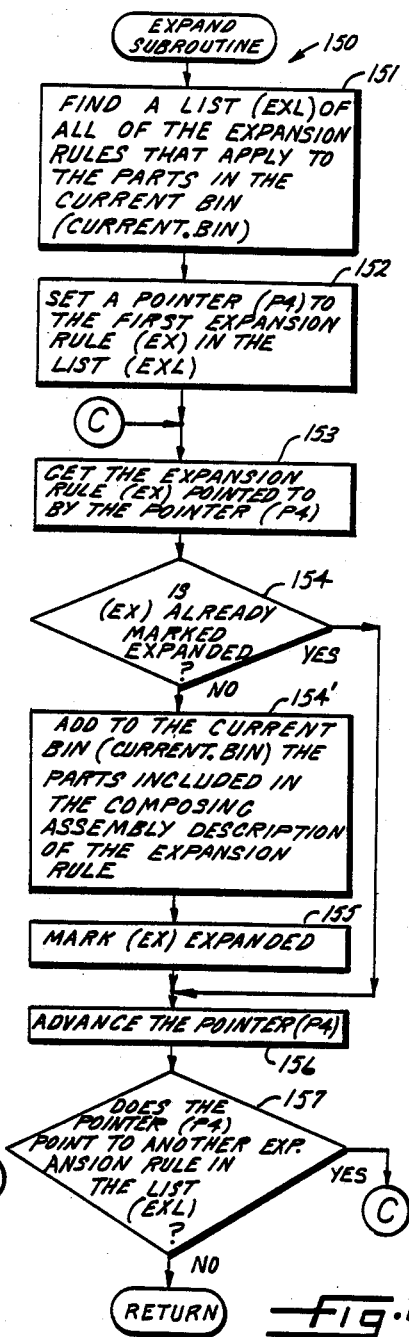 EXPAND
SUBROUTINE
150
151
FIND A LIST (EXL) OF
ALL OF THE EXPANSION
RULES THAT APPLY TO
THE PARTS IN THE
CURRENT BIN
(CURRENT.BIN)
152
SET A POINTER (P4) TO
THE FIRST EXPANSION
RULE (EX) IN THE
LIST (EXL)
C
153
GET THE EXPANSION
RULE (EX) POINTED TO
BY THE POINTER (P4)
154
IS
(EX) ALREADY
MARKED
EXPANDED
?
YES
NO
154'
ADD TO THE CURRENT
BIN (CURRENT.BIN) THE
PARTS INCLUDED IN
THE COMPOSING
ASSEMBLY DESCRIPTION
OF THE EXPANSION
RULE
155
MARK (EX) EXPANDED
ADVANCE THE POINTER (P4)
156
157
DOES THE
POINTER (P4)
POINT TO ANOTHER EXP.
ANSION RULE IN
THE LIST
(EXL)
?
YES
C
NO
RETURN
Fig.